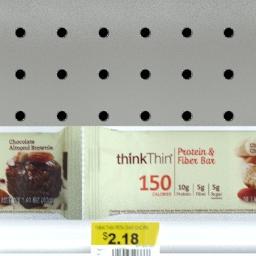 Chocolate
Almond Brownie
thinkThin
Protein &
Fiber Bar
150
CALORIES
10g 5g 5g
Protein Fiber Sugar
$2.18